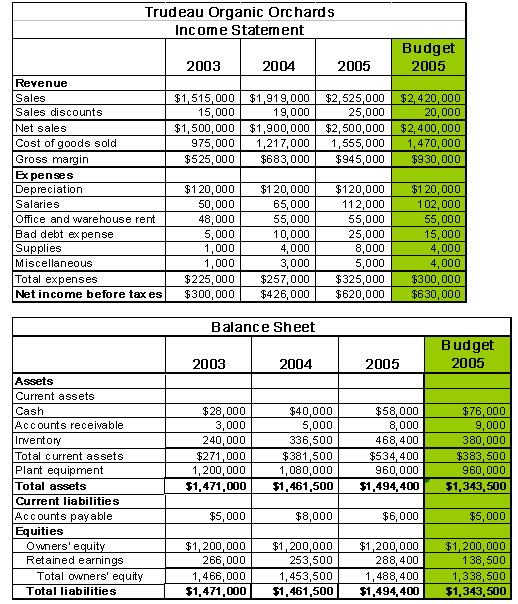 Trudeau Organic Orchards
Income Statement
2003 2004 2005 Budget 2005
Revenue
Sales $1,515,000 $1,919,000 $2,525,000 $2,420,000
Sales discounts 15,000 19,000 25,000 20,000
Net sales $1,500,000 $1,900,000 $2,500,000 $2,400,000
Cost of goods sold 975,000 1,217,000 1,555,000 1,470,000
Gross margin $525,000 $683,000 $945,000 $930,000
Expenses
Depreciation $120,000 $120,000 $120,000 $120,000
Salaries 50,000 65,000 112,000 102,000
Office and warehouse rent 48,000 55,000 55,000 55,000
Bad debt expense 5,000 10,000 25,000 15,000
Supplies 1,000 4,000 8,000 4,000
Miscellaneous 1,000 3,000 5,000 4,000
Total expenses $225,000 $257,000 $325,000 $300,000
Net income before taxes $300,000 $426,000 $620,000 $630,000
Balance Sheet
2003 2004 2005 Budget 2005
Assets
Current assets
Cash $28,000 $40,000 $58,000 $76,000
Accounts receivable 3,000 5,000 8,000 9,000
Inventory 240,000 336,500 468,400 380,000
Total current assets $271,000 $381,500 $534,400 $383,500
Plant equipment 1,200,000 1,080,000 960,000 960,000
Total assets $1,471,000 $1,461,500 $1,494,400 $1,343,500
Current liabilities
Accounts payable $5,000 $8,000 $6,000 $5,000
Equities
Owners' equity $1,200,000 $1,200,000 $1,200,000 $1,200,000
Retained earnings 266,000 253,500 288,400 138,500
Total owners' equity 1,466,000 1,453,500 1,488,400 1,338,500
Total liabilities $1,471,000 $1,461,500 $1,494,400 $1,343,500